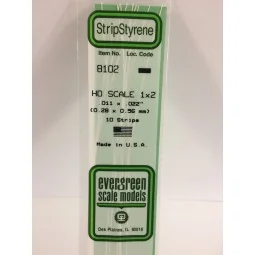 StripStyrene
Item No. Loc. Code
8102
HO SCALE 1x2
.011 x .022"
(0.28 x 0.56 mm)
10 Strips
Made in U.S.A.
evergreen
scale models
Des Plaines, IL 60018